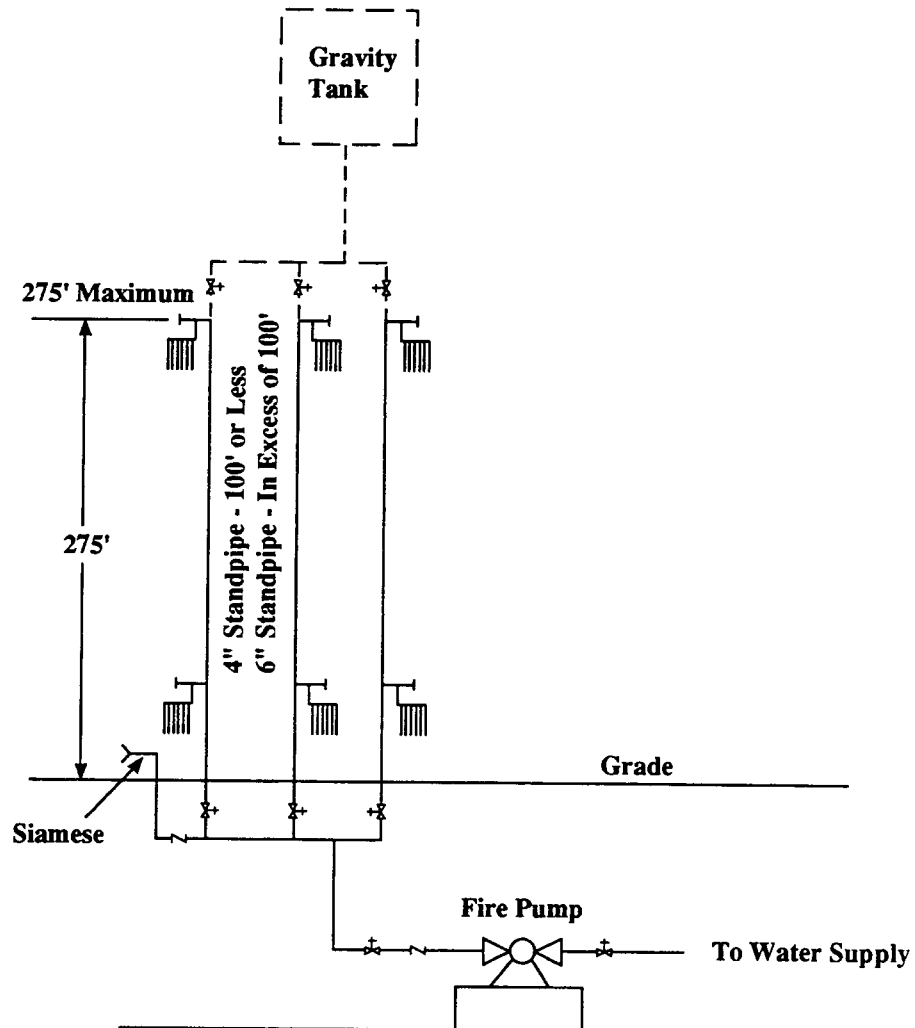 Gravity
Tank
275' Maximum
4" Standpipe - 100' or Less
6" Standpipe - In Excess of 100'
275'
Grade
Siamese
Fire Pump
To Water Supply